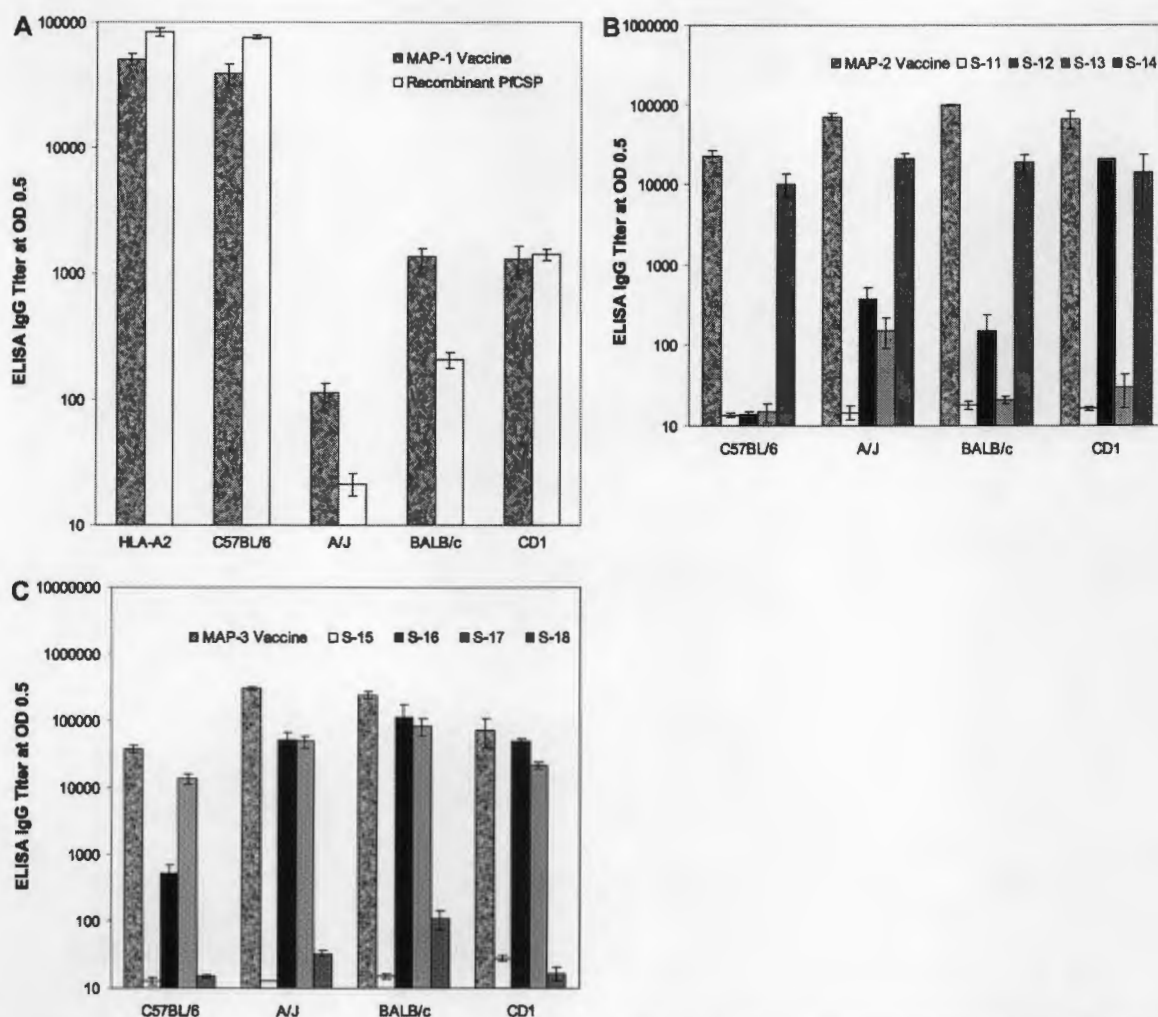 A
100000
10000
1000
100
10
ELISA IgG Titer at OD 0.5
MAP-1 Vaccine
Recombinant PfCSP
HLA-A2 C57BL/6 A/J BALB/c CD1
B
1000000
100000
10000
1000
100
10
ELISA IgG Titer at OD 0.5
MAP-2 Vaccine S-11 S-12 S-13 S-14
C57BL/6 A/J BALB/c CD1
C
10000000
1000000
100000
10000
1000
100
10
ELISA IgG Titer at OD 0.5
MAP-3 Vaccine S-15 S-16 S-17 S-18
C57BL/6 A/J BALB/c CD1